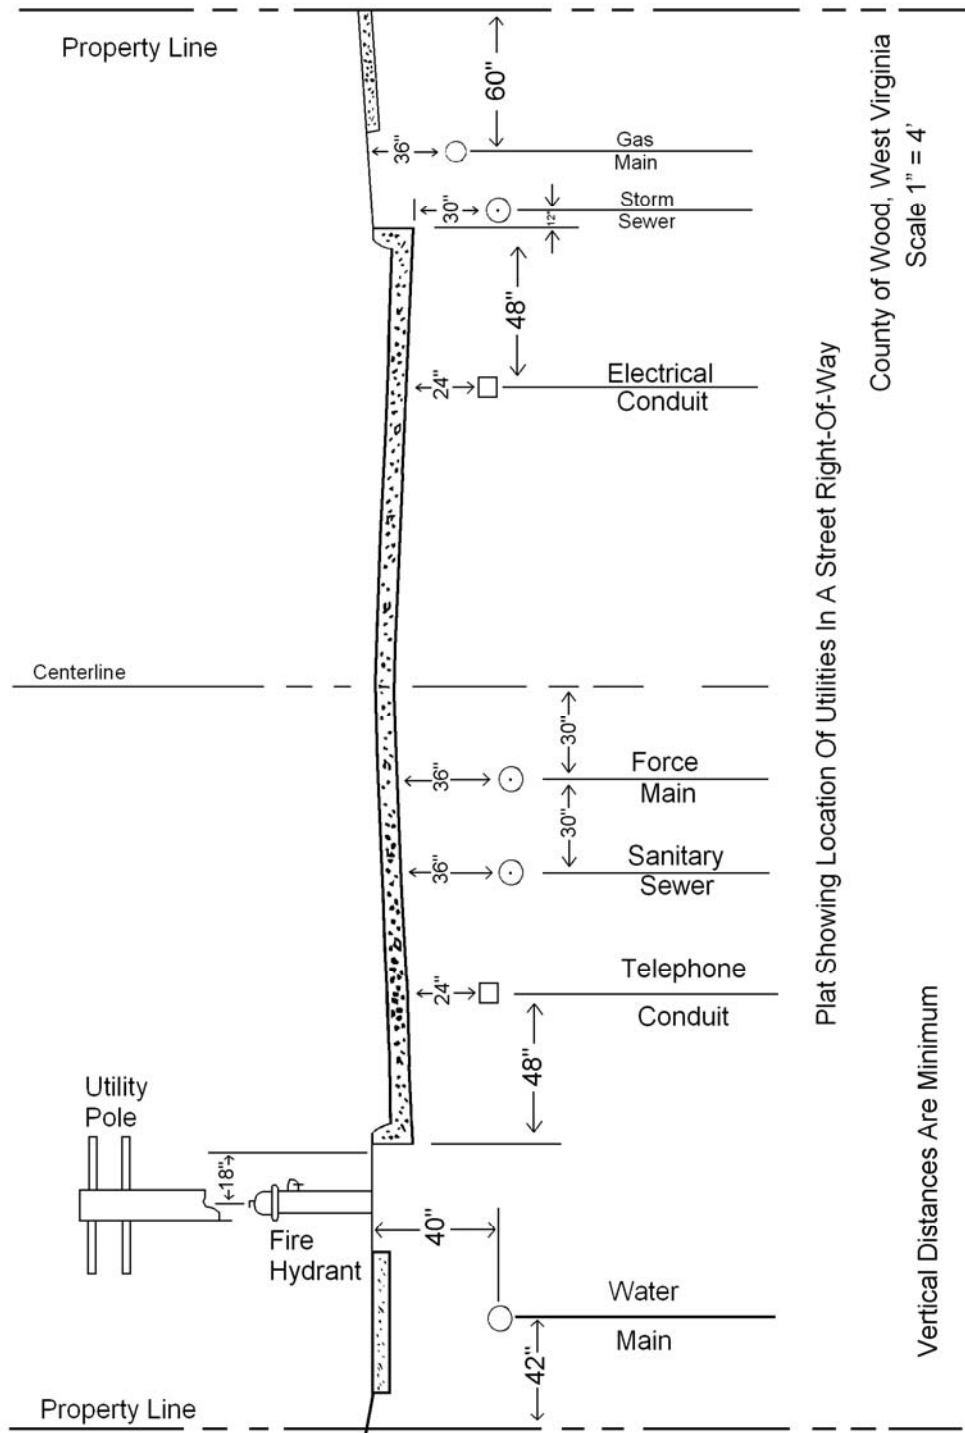 Property Line
60"
36"
Gas
Main
30"
12"
Storm
Sewer
48"
24"
Electrical
Conduit
Centerline
30"
36"
Force
Main
30"
36"
Sanitary
Sewer
24"
Telephone
Conduit
48"
Utility
Pole
18"
Fire
Hydrant
40"
Water
Main
42"
Property Line
Plat Showing Location Of Utilities In A Street Right-Of-Way
County of Wood, West Virginia
Scale 1" = 4'
Vertical Distances Are Minimum